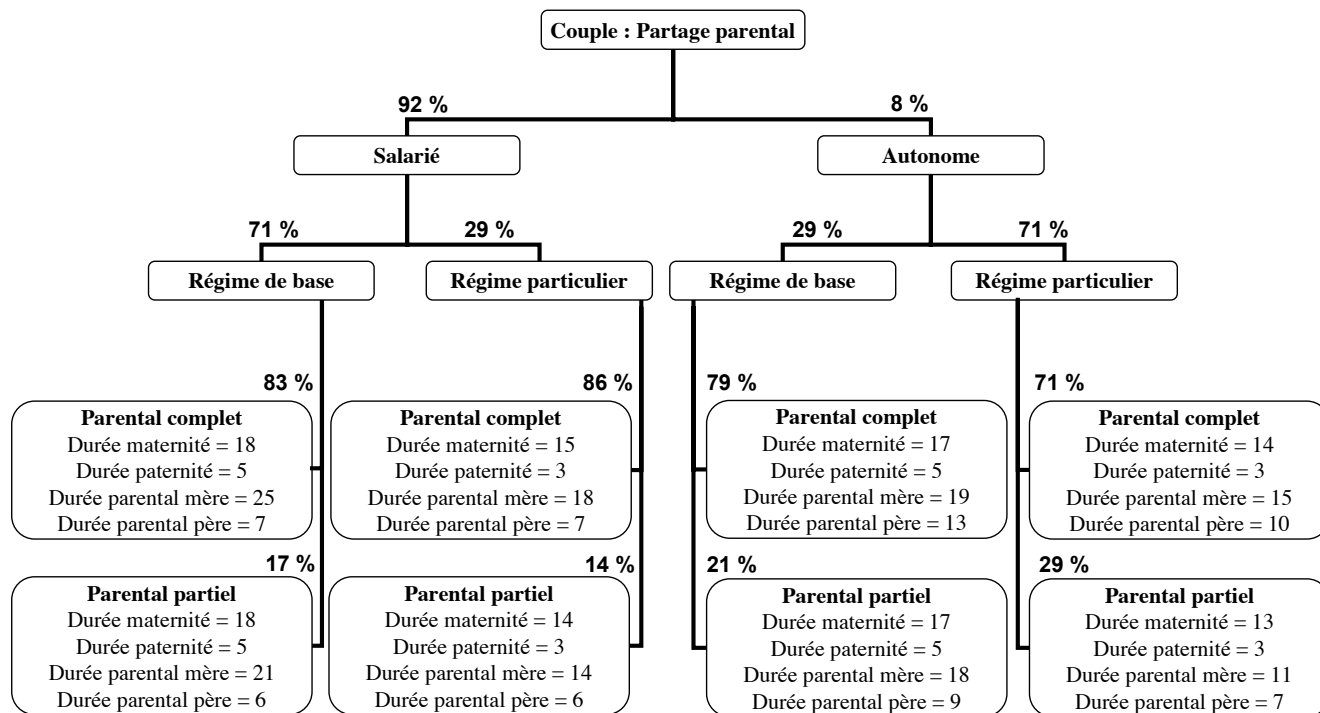 Couple : Partage parental
92 %
8 %
Salarié
Autonome
71 %
29 %
29 %
71 %
Régime de base
Régime particulier
Régime de base
Régime particulier
83 %
Parental complet
Durée maternité = 18
Durée paternité = 5
Durée parental mère = 25
Durée parental père = 7
86 %
Parental complet
Durée maternité = 15
Durée paternité = 3
Durée parental mère = 18
Durée parental père = 7
79 %
Parental complet
Durée maternité = 17
Durée paternité = 5
Durée parental mère = 19
Durée parental père = 13
71 %
Parental complet
Durée maternité = 14
Durée paternité = 3
Durée parental mère = 15
Durée parental père = 10
17 %
Parental partiel
Durée maternité = 18
Durée paternité = 5
Durée parental mère = 21
Durée parental père = 6
14 %
Parental partiel
Durée maternité = 14
Durée paternité = 3
Durée parental mère = 14
Durée parental père = 6
21 %
Parental partiel
Durée maternité = 17
Durée paternité = 5
Durée parental mère = 18
Durée parental père = 9
29 %
Parental partiel
Durée maternité = 13
Durée paternité = 3
Durée parental mère = 11
Durée parental père = 7